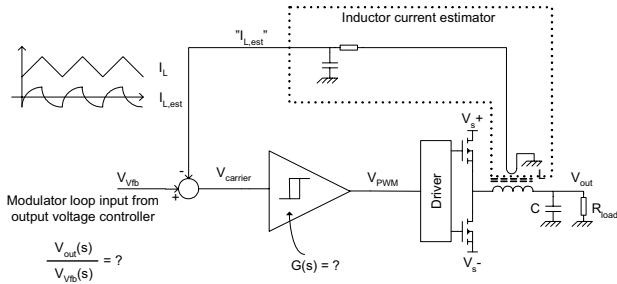 Inductor current estimator
"I_L,est"
I_L
I_L,est
V_s+
L
V_Vfb
-
+
V_carrier
V_PWM
Driver
V_out
Modulator loop input from
output voltage controller
C
R_load
V_s-
V_out(s)
V_Vfb(s)
= ?
G(s) = ?